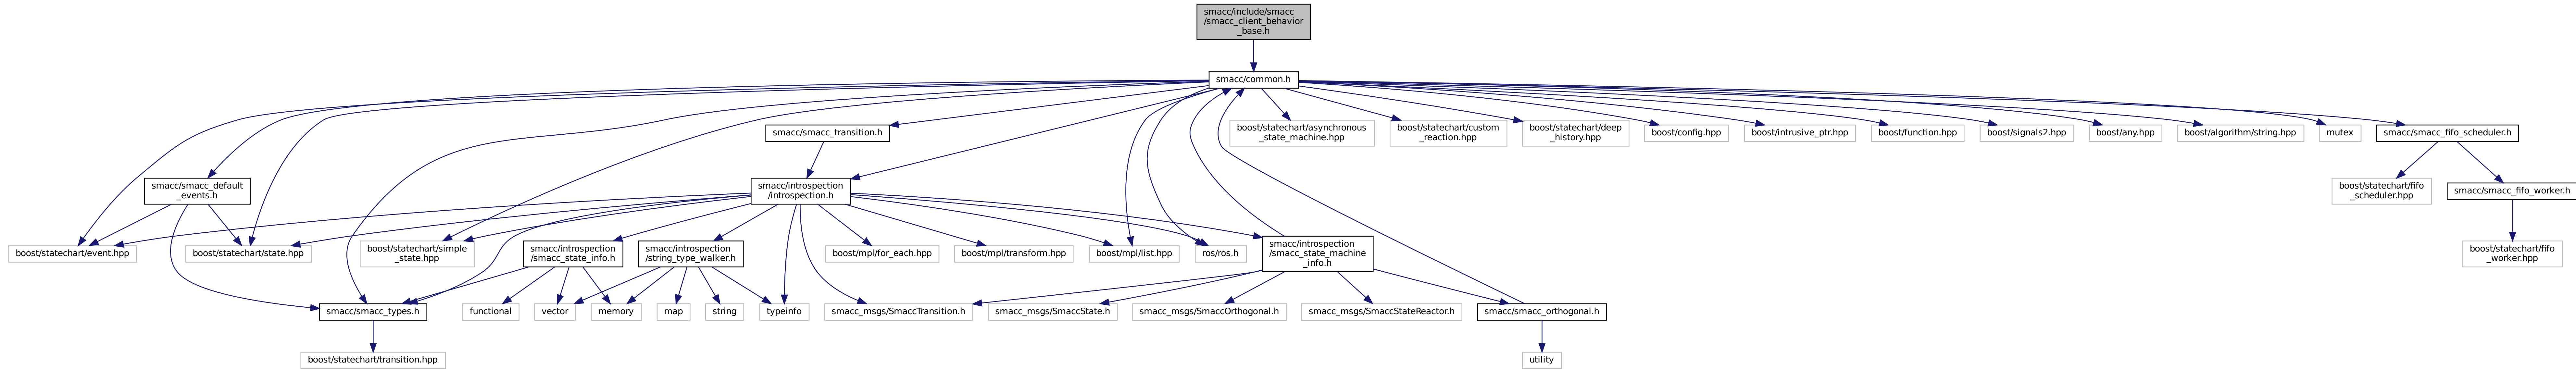 smacc/include/smacc
/smacc_client_behavior
_base.h
smacc/common.h
smacc/smacc_transition.h
boost/statechart/asynchronous
_state_machine.hpp
boost/statechart/custom
_reaction.hpp
boost/statechart/deep
_history.hpp
boost/config.hpp
boost/intrusive_ptr.hpp
boost/function.hpp
boost/signals2.hpp
boost/any.hpp
boost/algorithm/string.hpp
mutex
smacc/smacc_fifo_scheduler.h
smacc/smacc_default
_events.h
smacc/introspection
/introspection.h
boost/statechart/fifo
_scheduler.hpp
smacc/smacc_fifo_worker.h
boost/statechart/event.hpp
boost/statechart/state.hpp
boost/statechart/simple
_state.hpp
smacc/introspection
/smacc_state_info.h
smacc/introspection
/string_type_walker.h
boost/mpl/for_each.hpp
boost/mpl/transform.hpp
boost/mpl/list.hpp
ros/ros.h
smacc/introspection
/smacc_state_machine
_info.h
boost/statechart/fifo
_worker.hpp
smacc/smacc_types.h
functional
vector
memory
map
string
typeinfo
smacc_msgs/SmaccTransition.h
smacc_msgs/SmaccState.h
smacc_msgs/SmaccOrthogonal.h
smacc_msgs/SmaccStateReactor.h
smacc/smacc_orthogonal.h
boost/statechart/transition.hpp
utility